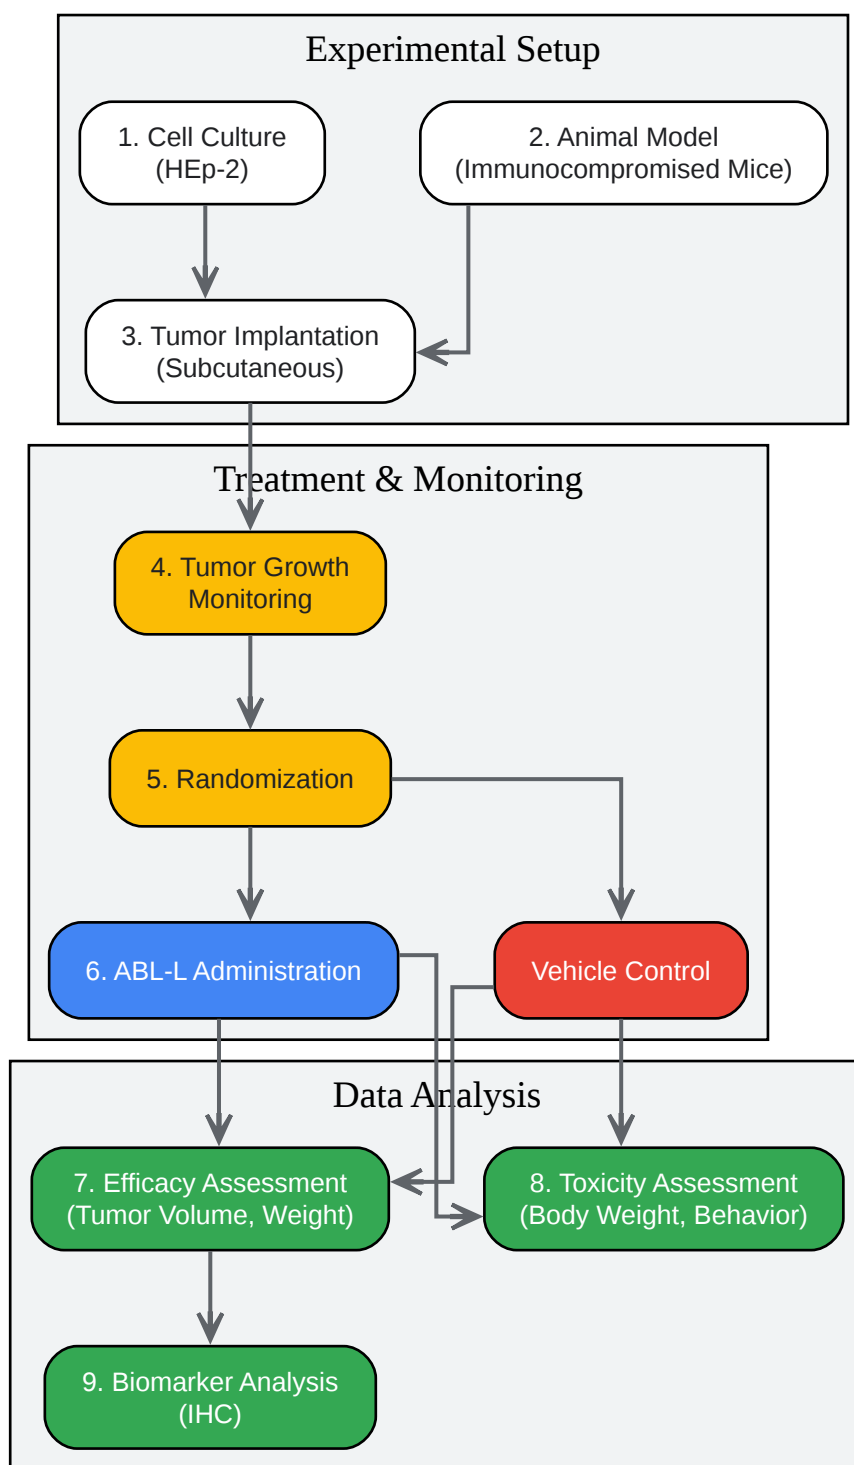 Experimental Setup
1. Cell Culture
(HEp-2)
2. Animal Model
(Immunocompromised Mice)
3. Tumor Implantation
(Subcutaneous)
Treatment & Monitoring
4. Tumor Growth
Monitoring
5. Randomization
6. ABL-L Administration
Vehicle Control
Data Analysis
7. Efficacy Assessment
(Tumor Volume, Weight)
8. Toxicity Assessment
(Body Weight, Behavior)
9. Biomarker Analysis
(IHC)